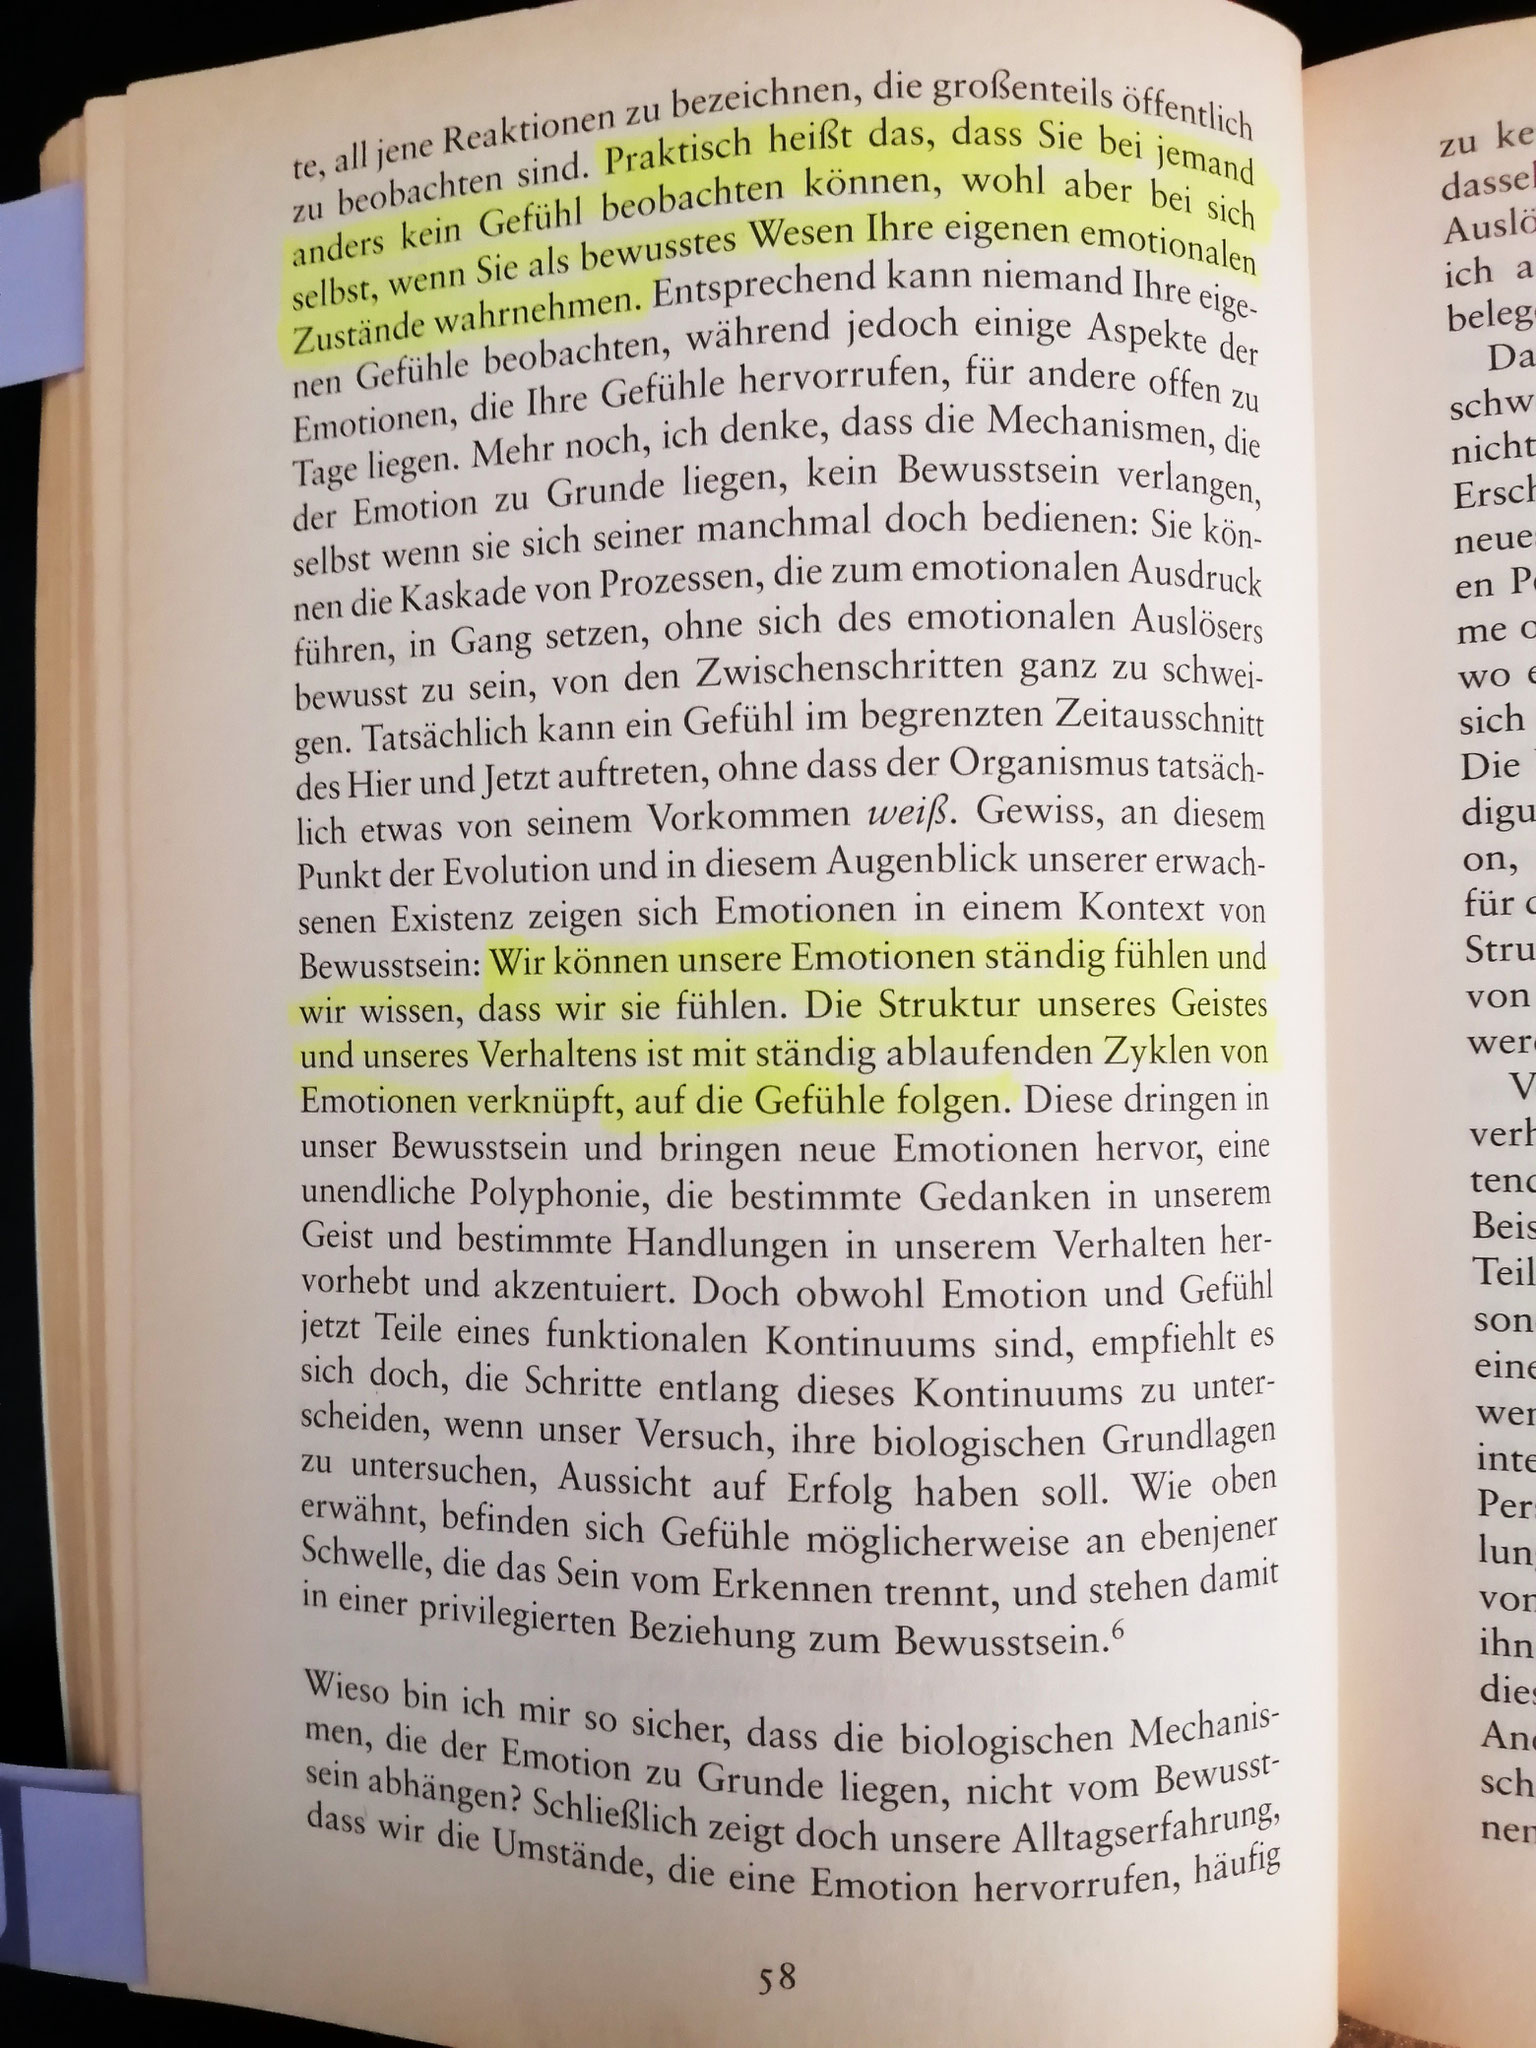 te, all jene Reaktionen zu bezeichnen, die großenteils öffentlich
zu beobachten sind. Praktisch heißt das, dass Sie bei jemand
anders kein Gefühl beobachten können, wohl aber bei sich
selbst, wenn Sie als bewusstes Wesen Ihre eigenen emotionalen
Zustände wahrnehmen. Entsprechend kann niemand Ihre eige-
nen Gefühle beobachten, während jedoch einige Aspekte der
Emotionen, die Ihre Gefühle hervorrufen, für andere offen zu
Tage liegen. Mehr noch, ich denke, dass die Mechanismen, die
der Emotion zu Grunde liegen, kein Bewusstsein verlangen,
selbst wenn sie sich seiner manchmal doch bedienen: Sie kön-
nen die Kaskade von Prozessen, die zum emotionalen Ausdruck
führen, in Gang setzen, ohne sich des emotionalen Auslösers
bewusst zu sein, von den Zwischenschritten ganz zu schwei-
gen. Tatsächlich kann ein Gefühl im begrenzten Zeitausschnitt
des Hier und Jetzt auftreten, ohne dass der Organismus tatsäch-
lich etwas von seinem Vorkommen weiß. Gewiss, an diesem
Punkt der Evolution und in diesem Augenblick unserer erwach-
senen Existenz zeigen sich Emotionen in einem Kontext von
Bewusstsein: Wir können unsere Emotionen ständig fühlen und
wir wissen, dass wir sie fühlen. Die Struktur unseres Geistes
und unseres Verhaltens ist mit ständig ablaufenden Zyklen von
Emotionen verknüpft, auf die Gefühle folgen. Diese dringen in
unser Bewusstsein und bringen neue Emotionen hervor, eine
unendliche Polyphonie, die bestimmte Gedanken in unserem
Geist und bestimmte Handlungen in unserem Verhalten her-
vorhebt und akzentuiert. Doch obwohl Emotion und Gefühl
jetzt Teile eines funktionalen Kontinuums sind, empfiehlt es
sich doch, die Schritte entlang dieses Kontinuums zu unter-
scheiden, wenn unser Versuch, ihre biologischen Grundlagen
zu untersuchen, Aussicht auf Erfolg haben soll. Wie oben
erwähnt, befinden sich Gefühle möglicherweise an ebenjener
Schwelle, die das Sein vom Erkennen trennt, und stehen damit
in einer privilegierten Beziehung zum Bewusstsein.⁶
Wieso bin ich mir so sicher, dass die biologischen Mechanis-
men, die der Emotion zu Grunde liegen, nicht vom Bewusst-
sein abhängen? Schließlich zeigt doch unsere Alltagserfahrung,
dass wir die Umstände, die eine Emotion hervorrufen, häufig
58
zu
ich
Da
nicht
en
me
wo
sich
Die
on,
für
von